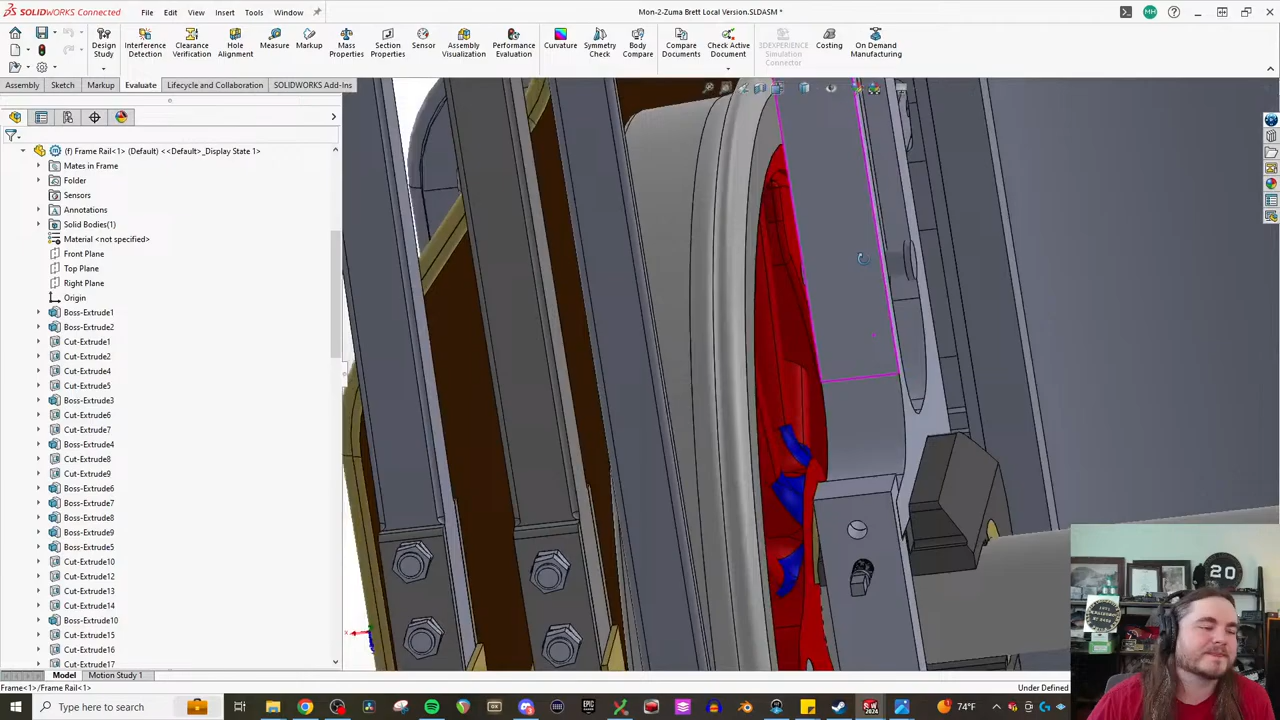 SOLIDWORKS Connected
File
Edit
View
Insert
Tools
Window
Mon-2-Zuma Brett Local Version.SLDASM *
MH
Design Study
Interference Detection
Clearance Verification
Hole Alignment
Measure
Markup
Mass Properties
Section Properties
Sensor
Assembly Visualization
Performance Evaluation
Curvature
Symmetry Check
Body Compare
Compare Documents
Check Active Document
3DEXPERIENCE Simulation Connector
Costing
On Demand Manufacturing
Assembly
Sketch
Markup
Evaluate
Lifecycle and Collaboration
SOLIDWORKS Add-Ins
(f) Frame Rail<1> (Default) <<Default>_Display State 1>
Mates in Frame
Folder
Sensors
Annotations
Solid Bodies(1)
Material <not specified>
Front Plane
Top Plane
Right Plane
Origin
Boss-Extrude1
Boss-Extrude2
Cut-Extrude1
Cut-Extrude2
Cut-Extrude4
Cut-Extrude5
Boss-Extrude3
Cut-Extrude6
Cut-Extrude7
Boss-Extrude4
Cut-Extrude8
Cut-Extrude9
Boss-Extrude6
Boss-Extrude7
Boss-Extrude8
Boss-Extrude9
Boss-Extrude5
Cut-Extrude10
Cut-Extrude12
Cut-Extrude13
Cut-Extrude14
Boss-Extrude10
Cut-Extrude15
Cut-Extrude16
Cut-Extrude17
20
Model
Motion Study 1
Frame<1>/Frame Rail<1>
Under Defined
Type here to search
74°F